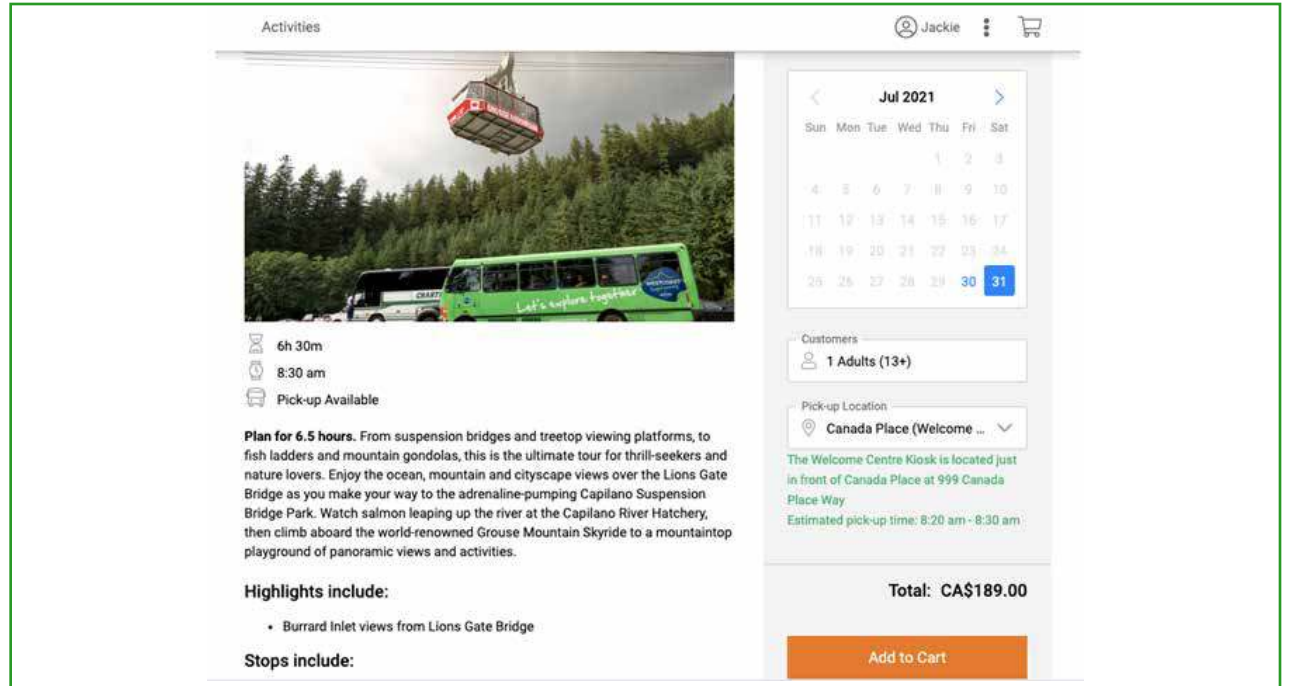 Activities
Jackie
CHARTER
Let's explore together
6h 30m
8:30 am
Pick-up Available
Plan for 6.5 hours. From suspension bridges and treetop viewing platforms, to
fish ladders and mountain gondolas, this is the ultimate tour for thrill-seekers and
nature lovers. Enjoy the ocean, mountain and cityscape views over the Lions Gate
Bridge as you make your way to the adrenaline-pumping Capilano Suspension
Bridge Park. Watch salmon leaping up the river at the Capilano River Hatchery,
then climb aboard the world-renowned Grouse Mountain Skyride to a mountaintop
playground of panoramic views and activities.
Highlights include:
• Burrard Inlet views from Lions Gate Bridge
Stops include:
Jul 2021
Sun Mon Tue Wed Thu Fri Sat
1 2 3
4 5 6 7 8 9 10
11 12 13 14 15 16 17
18 19 20 21 22 23 24
25 26 27 28 29 30 31
Customers
1 Adults (13+)
Pick-up Location
Canada Place (Welcome ...
The Welcome Centre Kiosk is located just
in front of Canada Place at 999 Canada
Place Way
Estimated pick-up time: 8:20 am - 8:30 am
Total: CA$189.00
Add to Cart